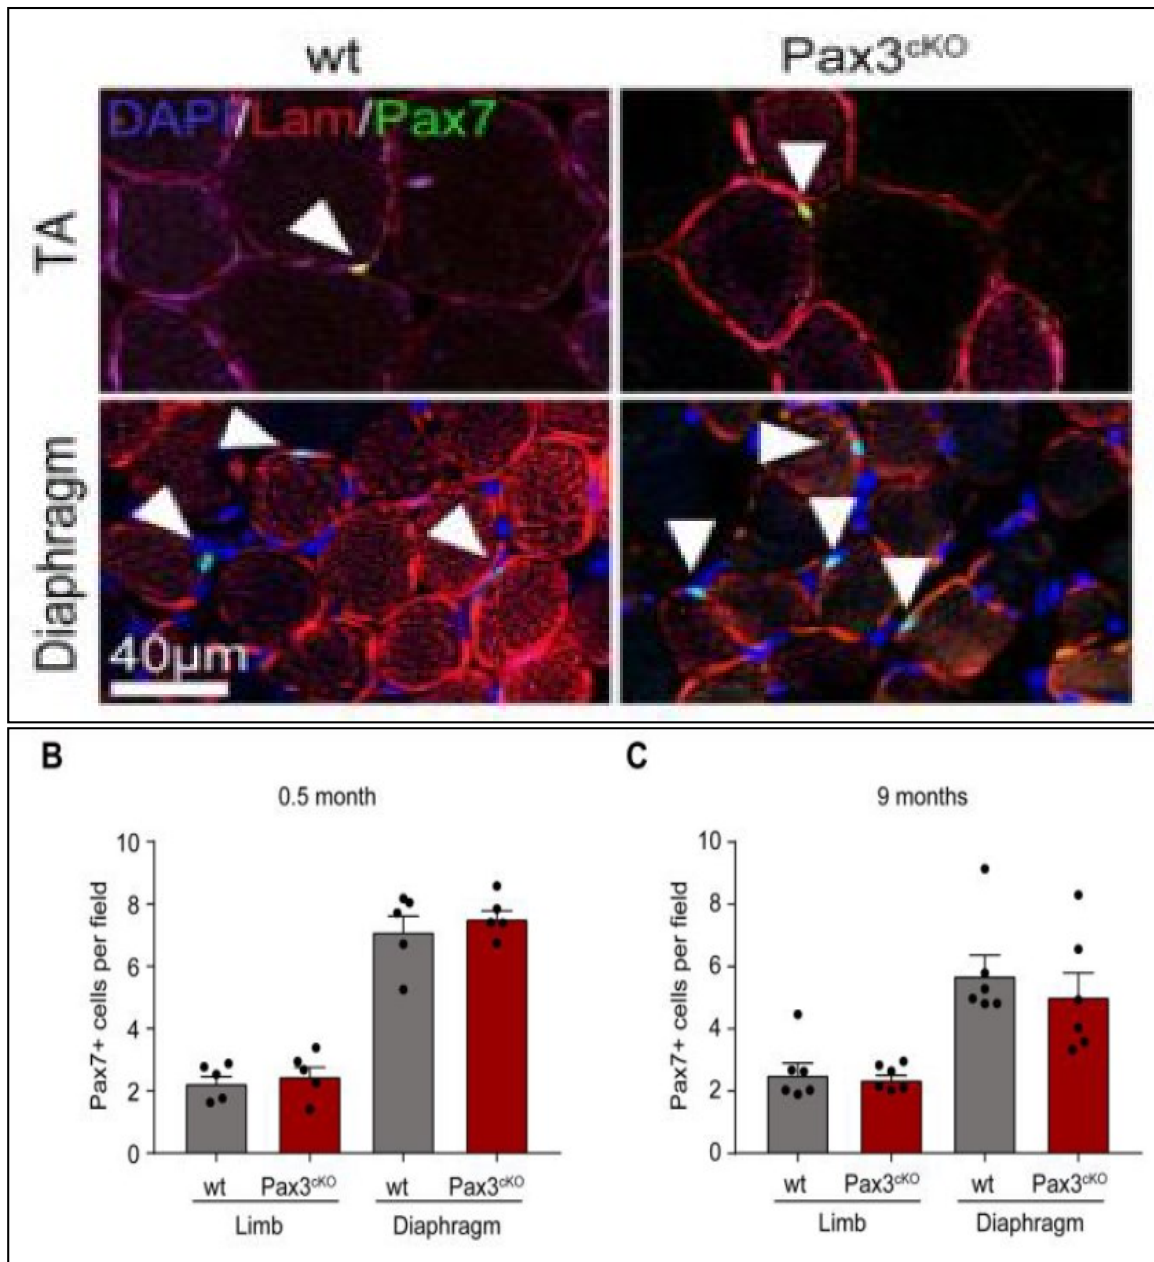 wt
Pax3cKO
DAPI/Lam/Pax7
TA
Diaphragm
40μm
B
0.5 month
Pax7+ cells per field
10
8
6
4
2
0
wt
Pax3cKO
wt
Pax3cKO
Limb
Diaphragm
C
9 months
Pax7+ cells per field
10
8
6
4
2
0
wt
Pax3cKO
wt
Pax3cKO
Limb
Diaphragm